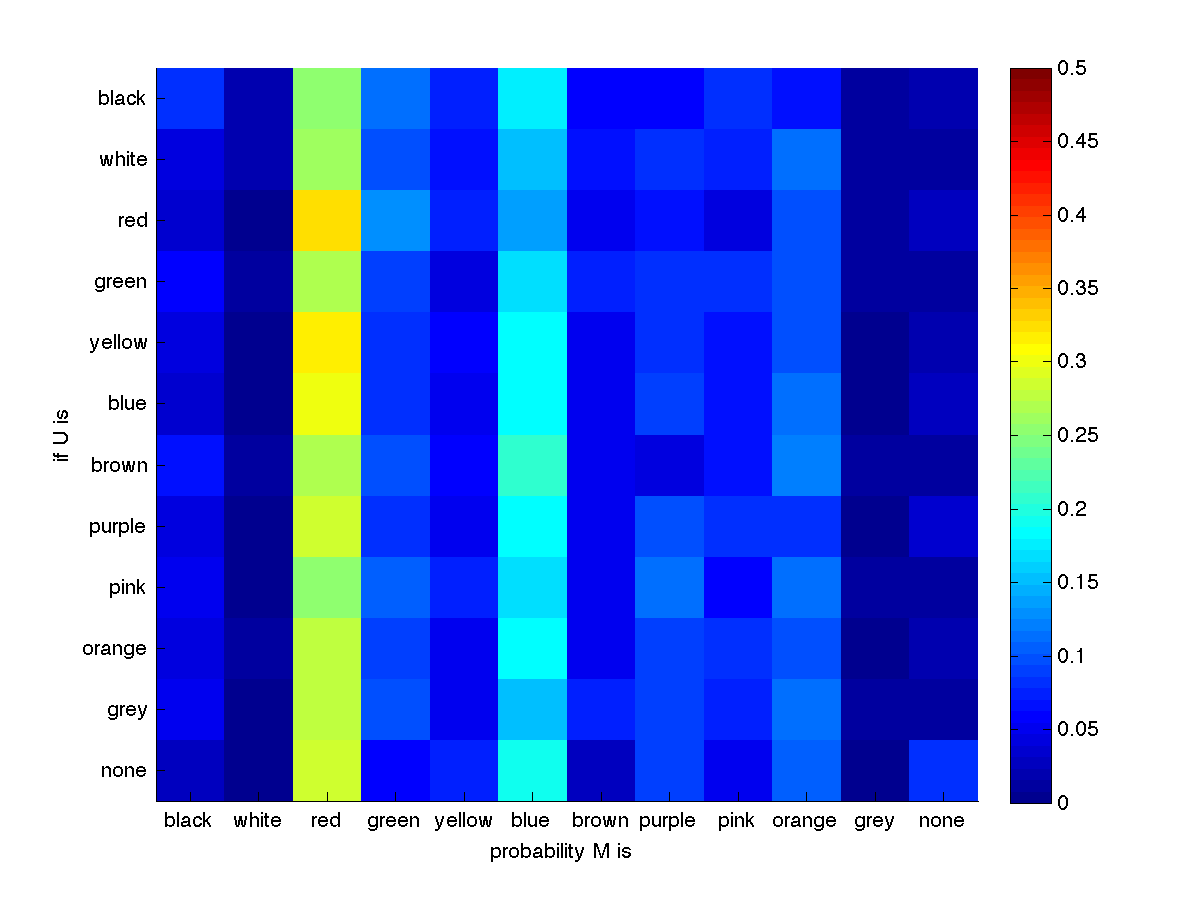 black
white
red
green
yellow
blue
brown
purple
pink
orange
grey
none
if U is
black white red green yellow blue brown purple pink orange grey none
probability M is
0.5
0.45
0.4
0.35
0.3
0.25
0.2
0.15
0.1
0.05
0